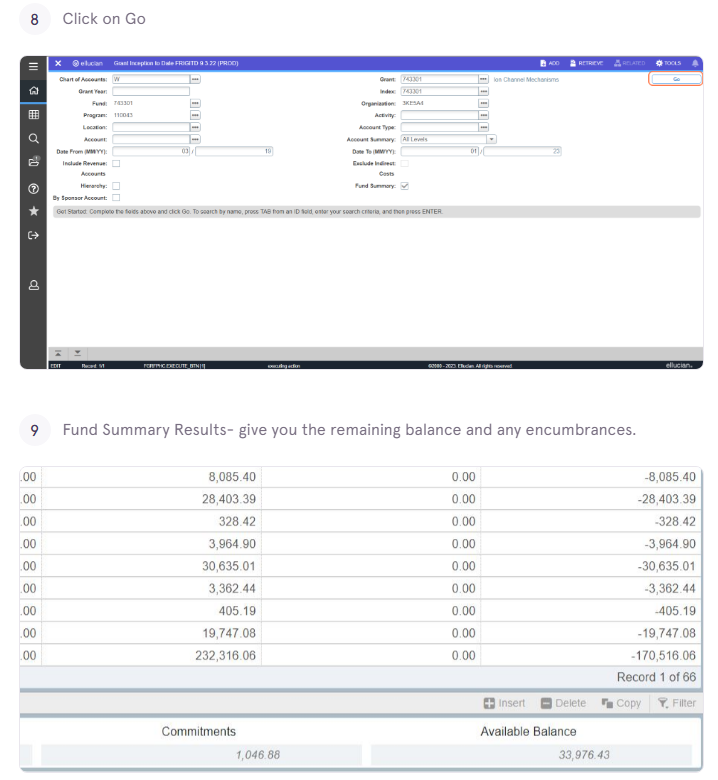 8 Click on Go
ellucian Grant Inception to Date FRIGITD 9.3.22 (PROD) ADD RETRIEVE RELATED TOOLS
Chart of Accounts: W Grant: 743301 Ion Channel Mechanisms Go
Grant Year: Index: 743301
Fund: 743301 Organization: 3KE5A4
Program: 110043 Activity:
Location: Account Type:
Account: Account Summary: All Levels
Date From (MM/YY): 03 / 19 Date To (MM/YY): 01 / 23
Include Revenue: Exclude Indirect:
Accounts Costs
Hierarchy: Fund Summary:
By Sponsor Account:
Get Started: Complete the fields above and click Go. To search by name, press TAB from an ID field, enter your search criteria, and then press ENTER.
EDIT Record: 1/1 executing action ©2000 - 2023 Ellucian. All rights reserved. ellucian
9 Fund Summary Results- give you the remaining balance and any encumbrances.
.00 8,085.40 0.00 -8,085.40
.00 28,403.39 0.00 -28,403.39
.00 328.42 0.00 -328.42
.00 3,964.90 0.00 -3,964.90
.00 30,635.01 0.00 -30,635.01
.00 3,362.44 0.00 -3,362.44
.00 405.19 0.00 -405.19
.00 19,747.08 0.00 -19,747.08
.00 232,316.06 0.00 -170,516.06
Record 1 of 66
Insert Delete Copy Filter
Commitments Available Balance
1,046.88 33,976.43